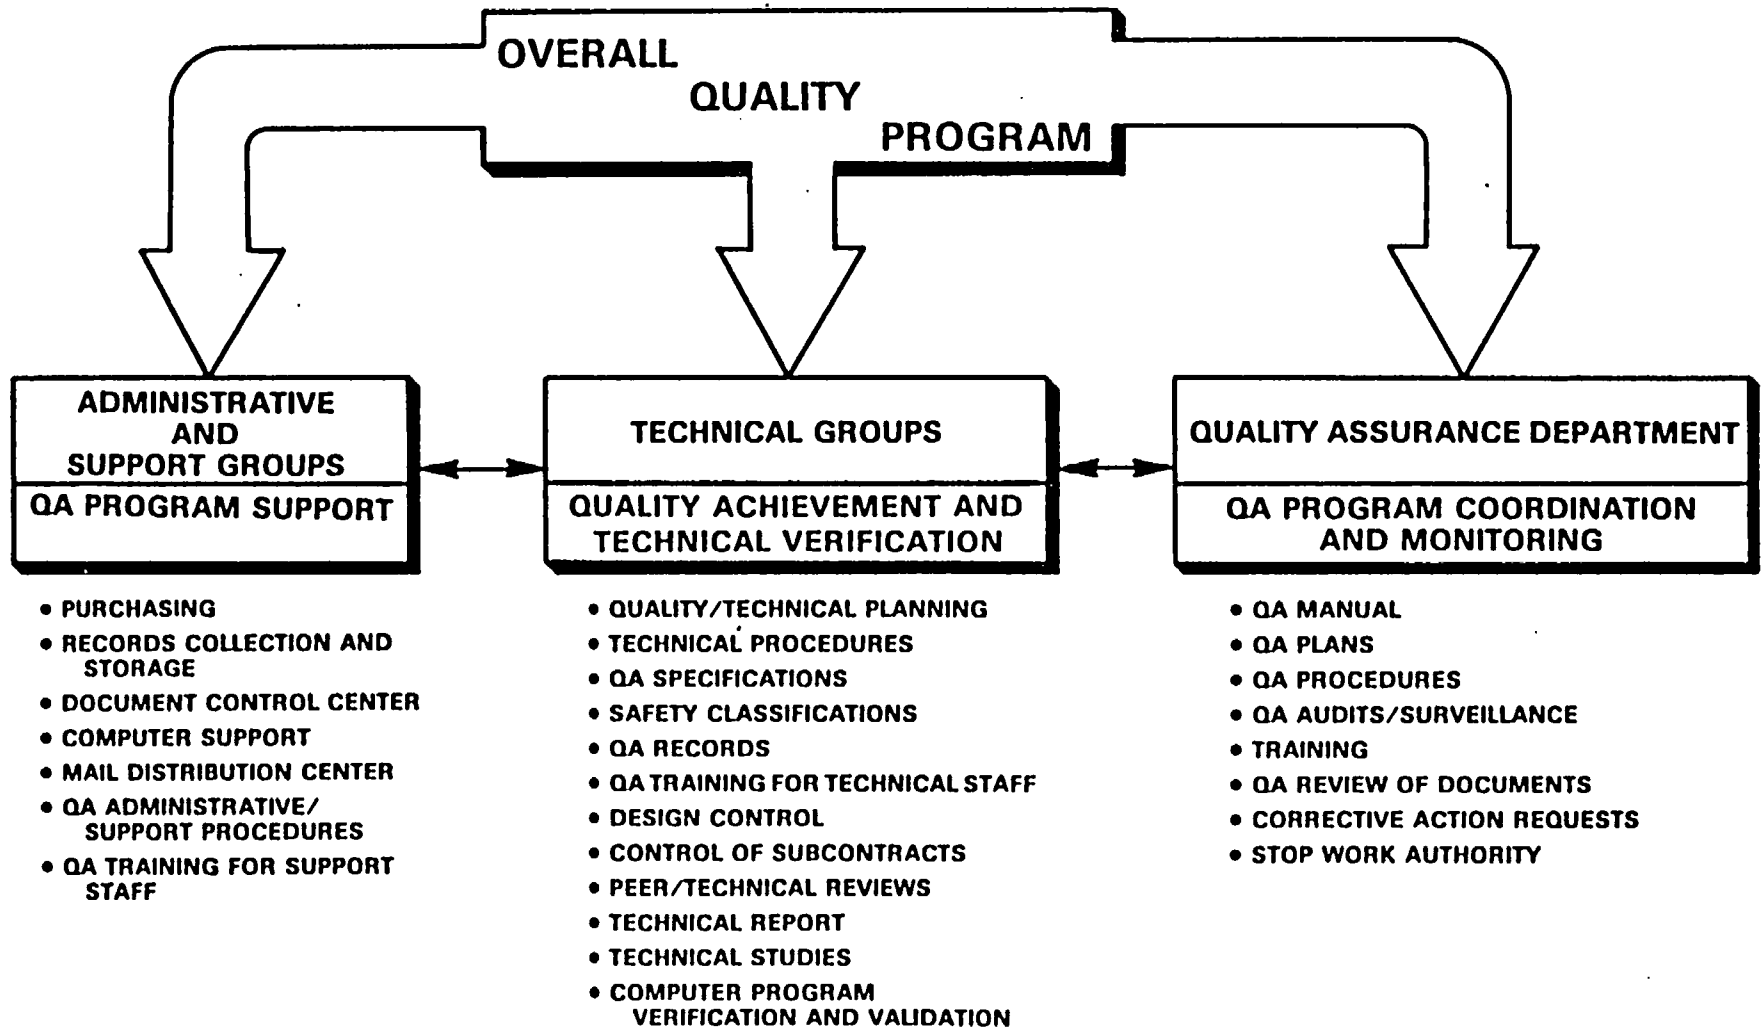 OVERALL
QUALITY
PROGRAM
ADMINISTRATIVE
AND
SUPPORT GROUPS
QA PROGRAM SUPPORT
• PURCHASING
• RECORDS COLLECTION AND
STORAGE
• DOCUMENT CONTROL CENTER
• COMPUTER SUPPORT
• MAIL DISTRIBUTION CENTER
• QA ADMINISTRATIVE/
SUPPORT PROCEDURES
• QA TRAINING FOR SUPPORT
STAFF
TECHNICAL GROUPS
QUALITY ACHIEVEMENT AND
TECHNICAL VERIFICATION
• QUALITY/TECHNICAL PLANNING
• TECHNICAL PROCEDURES
• QA SPECIFICATIONS
• SAFETY CLASSIFICATIONS
• QA RECORDS
• QA TRAINING FOR TECHNICAL STAFF
• DESIGN CONTROL
• CONTROL OF SUBCONTRACTS
• PEER/TECHNICAL REVIEWS
• TECHNICAL REPORT
• TECHNICAL STUDIES
• COMPUTER PROGRAM
VERIFICATION AND VALIDATION
QUALITY ASSURANCE DEPARTMENT
QA PROGRAM COORDINATION
AND MONITORING
• QA MANUAL
• QA PLANS
• QA PROCEDURES
• QA AUDITS/SURVEILLANCE
• TRAINING
• QA REVIEW OF DOCUMENTS
• CORRECTIVE ACTION REQUESTS
• STOP WORK AUTHORITY